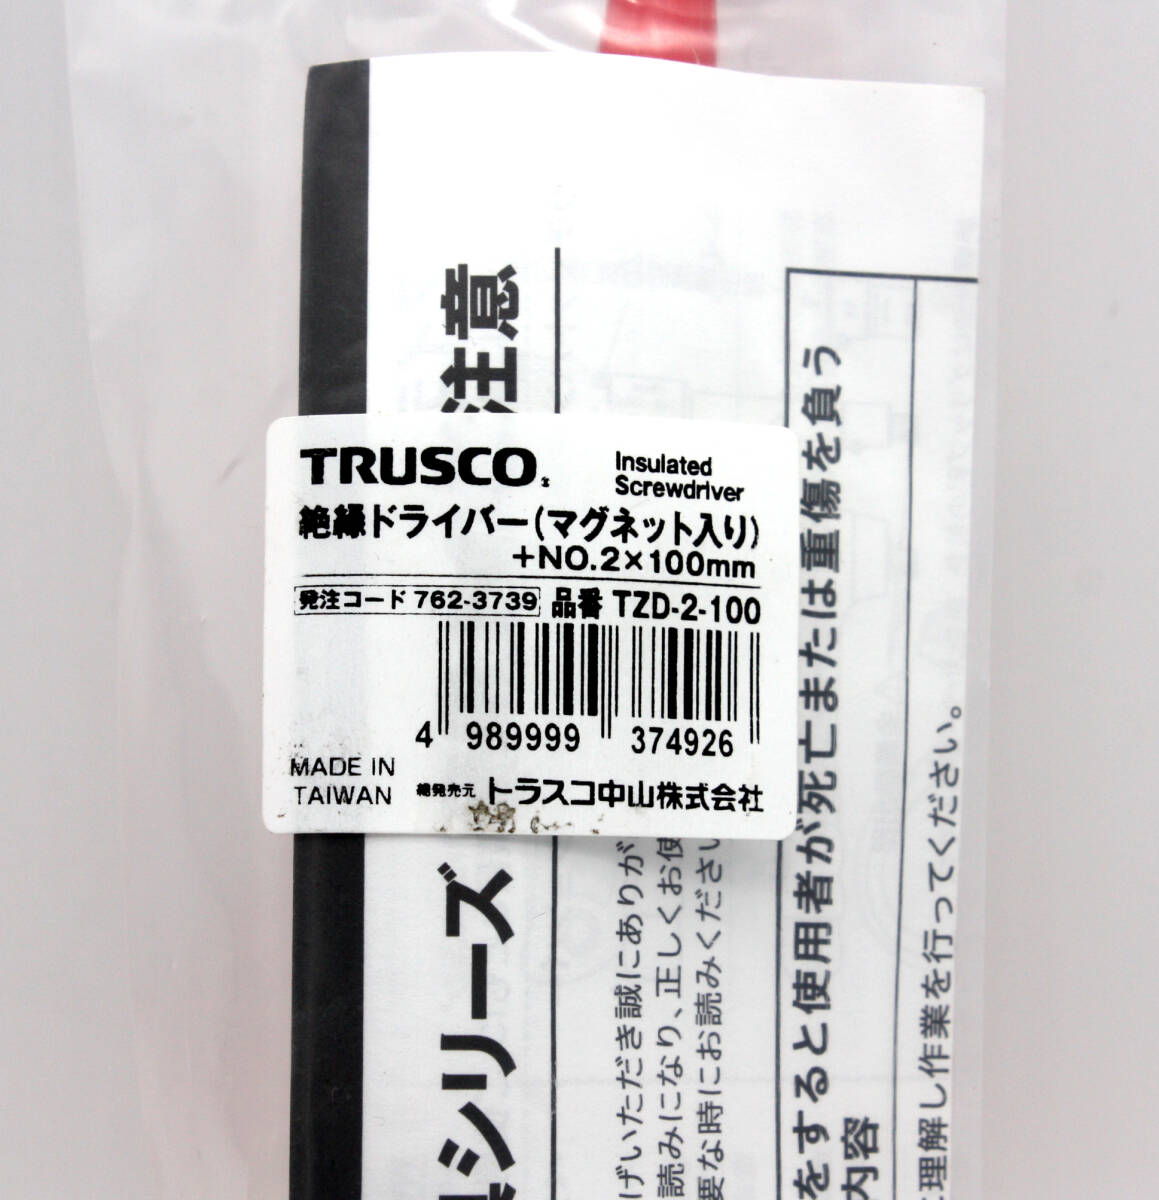 TRUSCO
Insulated
Screwdriver
絶縁ドライバー(マグネット入り)
+NO.2×100mm
発注コード 762-3739 品番 TZD-2-100
4 989999 374926
MADE IN
TAIWAN
総発売元 トラスコ中山株式会社
注意
シリーズ
げいただき誠にありが
読みになり、正しくお使
要な時にお読みください
をすると使用者が死亡または重傷を負う
内容
理解し作業を行ってください。